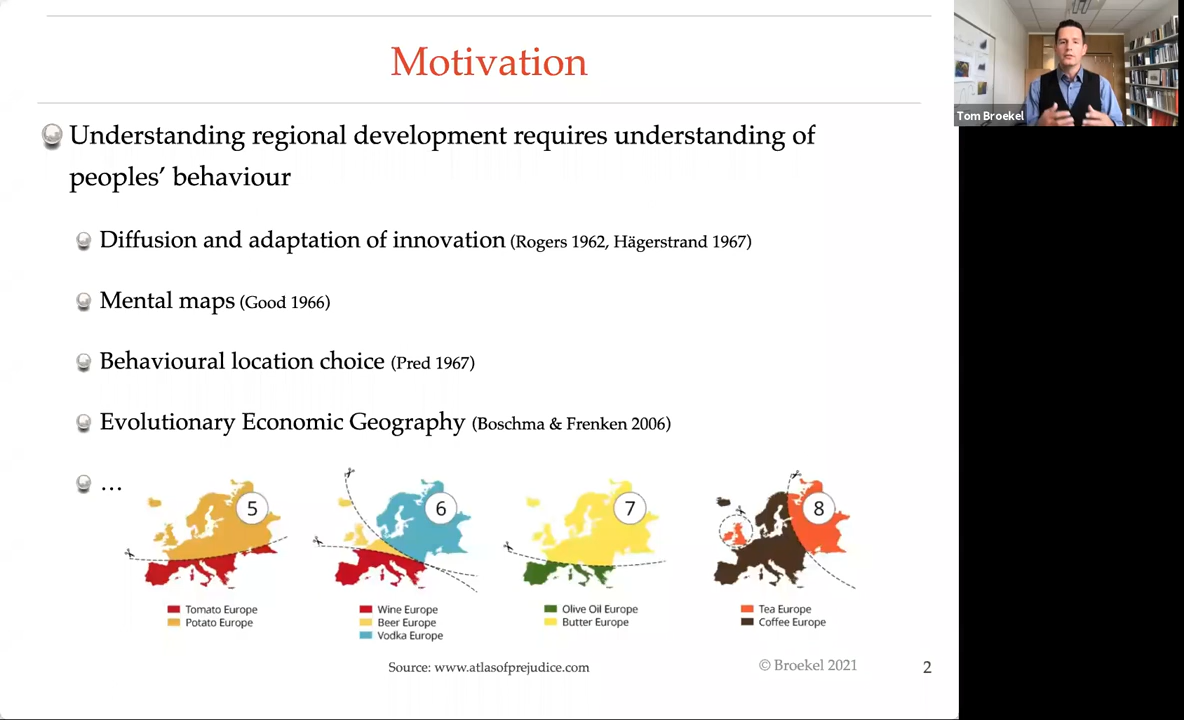 Motivation
Understanding regional development requires understanding of
peoples’ behaviour
Diffusion and adaptation of innovation (Rogers 1962, Hägerstrand 1967)
Mental maps (Good 1966)
Behavioural location choice (Pred 1967)
Evolutionary Economic Geography (Boschma & Frenken 2006)
…
5
6
7
8
Tomato Europe
Potato Europe
Wine Europe
Beer Europe
Vodka Europe
Olive Oil Europe
Butter Europe
Tea Europe
Coffee Europe
Source: www.atlasofprejudice.com
© Broekel 2021
2
Tom Broekel